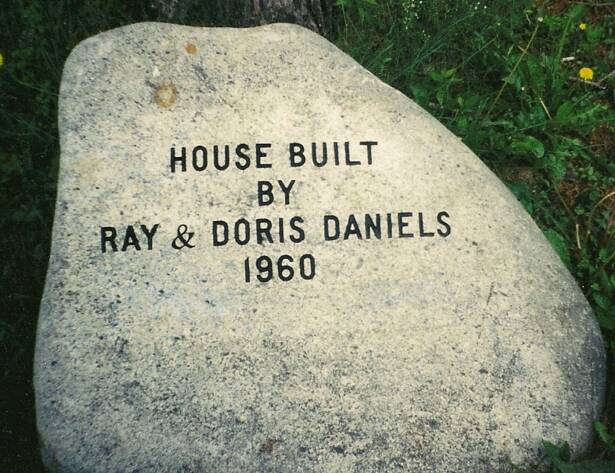 HOUSE BUILT
BY
RAY & DORIS DANIELS
1960